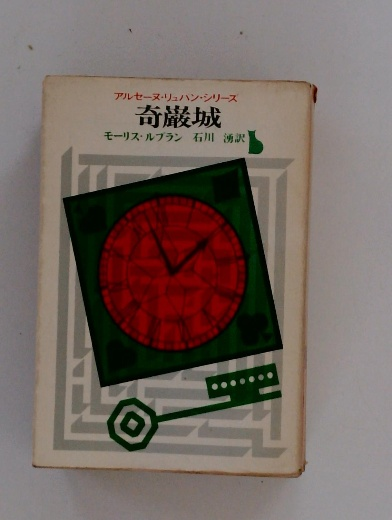 アルセーヌ・リュパン・シリーズ
奇巌城
モーリス・ルブラン 石川 湧訳